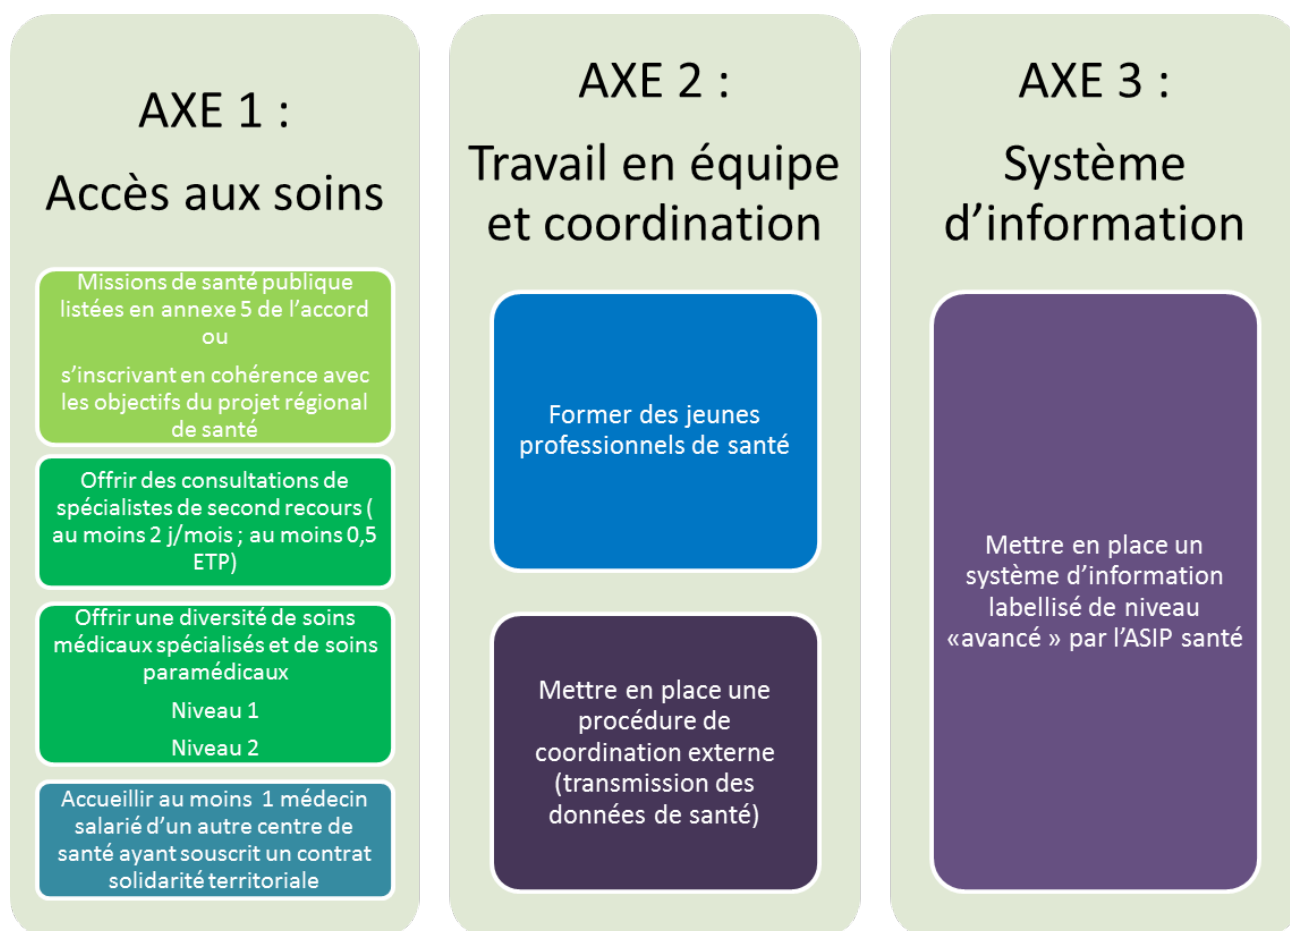 AXE 1 :
Accès aux soins
Missions de santé publique
listées en annexe 5 de l’accord
ou
s’inscrivant en cohérence avec
les objectifs du projet régional
de santé
Offrir des consultations de
spécialistes de second recours (
au moins 2 j/mois ; au moins 0,5
ETP)
Offrir une diversité de soins
médicaux spécialisés et de soins
paramédicaux
Niveau 1
Niveau 2
Accueillir au moins 1 médecin
salarié d’un autre centre de
santé ayant souscrit un contrat
solidarité territoriale
AXE 2 :
Travail en équipe
et coordination
Former des jeunes
professionnels de santé
Mettre en place une
procédure de
coordination externe
(transmission des
données de santé)
AXE 3 :
Système
d’information
Mettre en place un
système d’information
labellisé de niveau
«avancé » par l’ASIP santé